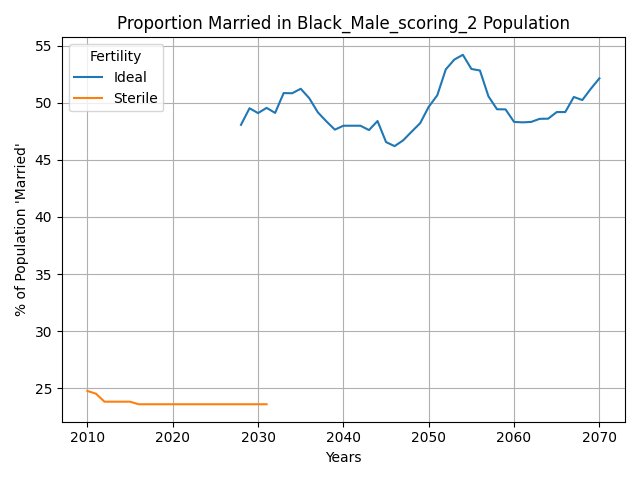 Proportion Married in Black_Male_scoring_2 Population
Fertility
Ideal
Sterile
% of Population 'Married'
55
50
45
40
35
30
25
2010 2020 2030 2040 2050 2060 2070
Years